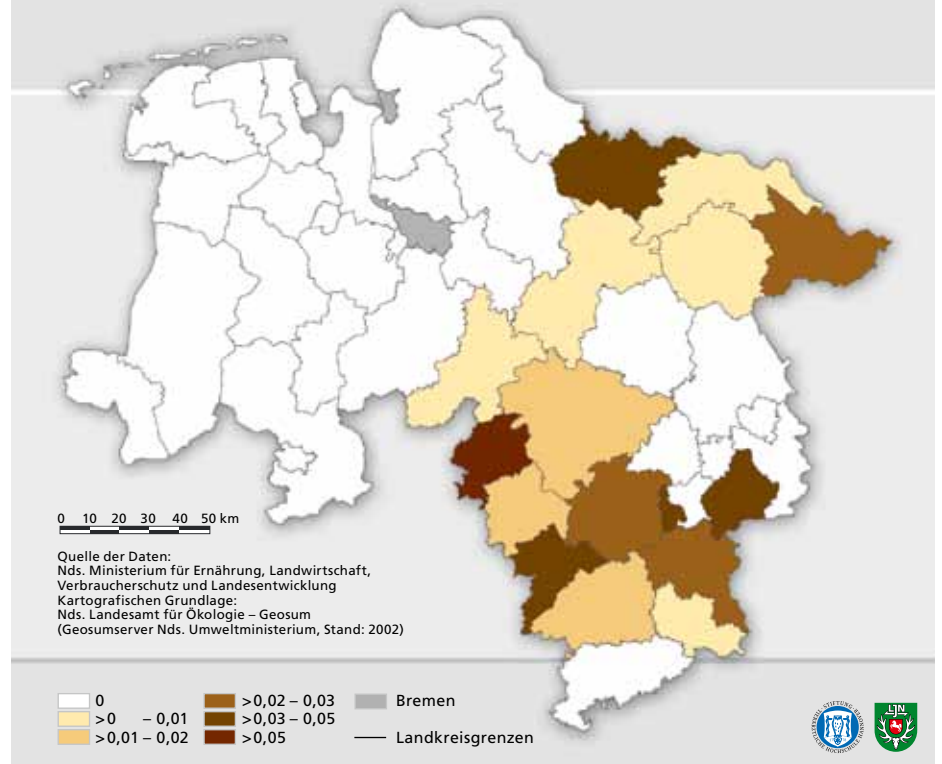 0 10 20 30 40 50 km
Quelle der Daten:
Nds. Ministerium für Ernährung, Landwirtschaft,
Verbraucherschutz und Landesentwicklung
Kartografischen Grundlage:
Nds. Landesamt für Ökologie – Geosum
(Geosumserver Nds. Umweltministerium, Stand: 2002)
0
>0 – 0,01
>0,01 – 0,02
>0,02 – 0,03
>0,03 – 0,05
>0,05
Bremen
Landkreisgrenzen
LJN